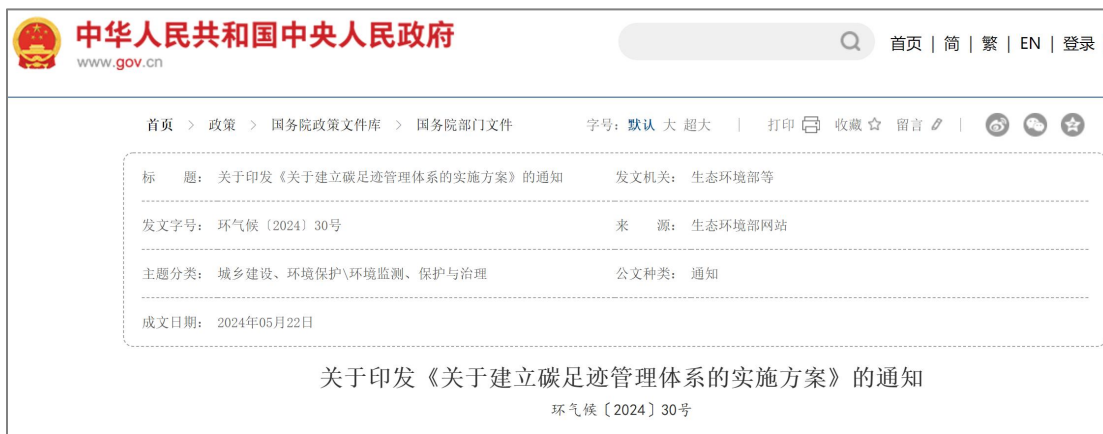 中华人民共和国中央人民政府
www.gov.cn
首页 | 简 | 繁 | EN | 登录
首页 > 政策 > 国务院政策文件库 > 国务院部门文件
字号：默认 大 超大 | 打印 收藏 留言 |
标 题： 关于印发《关于建立碳足迹管理体系的实施方案》的通知 发文机关： 生态环境部等
发文字号： 环气候〔2024〕30号 来 源： 生态环境部网站
主题分类： 城乡建设、环境保护\环境监测、保护与治理 公文种类： 通知
成文日期： 2024年05月22日
关于印发《关于建立碳足迹管理体系的实施方案》的通知
环气候〔2024〕30号